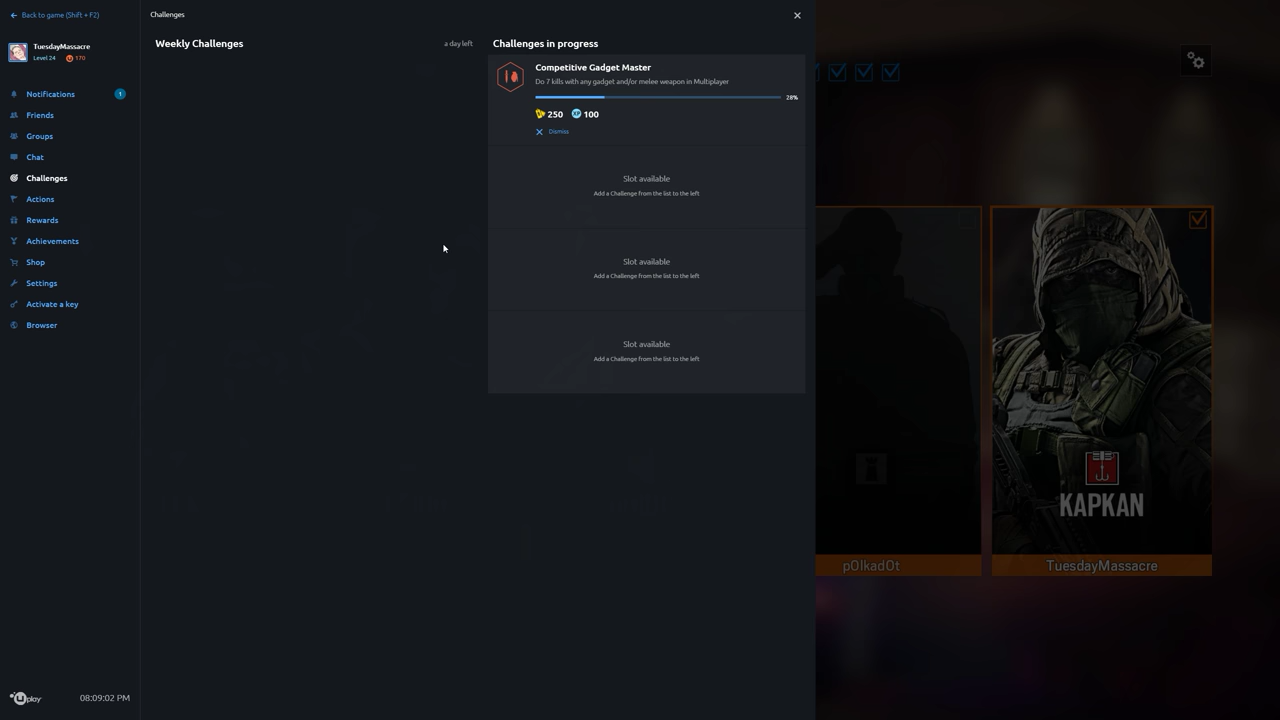 Back to game (Shift + F2)
TuesdayMassacre
Level 24 170
Notifications 1
Friends
Groups
Chat
Challenges
Actions
Rewards
Achievements
Shop
Settings
Activate a key
Browser
uplay 08:09:02 PM
Challenges
Weekly Challenges a day left
Challenges in progress
Competitive Gadget Master
Do 7 kills with any gadget and/or melee weapon in Multiplayer
28%
250 XP 100
Dismiss
Slot available
Add a Challenge from the list to the left
Slot available
Add a Challenge from the list to the left
Slot available
Add a Challenge from the list to the left
KAPKAN
p0lkad0t
TuesdayMassacre